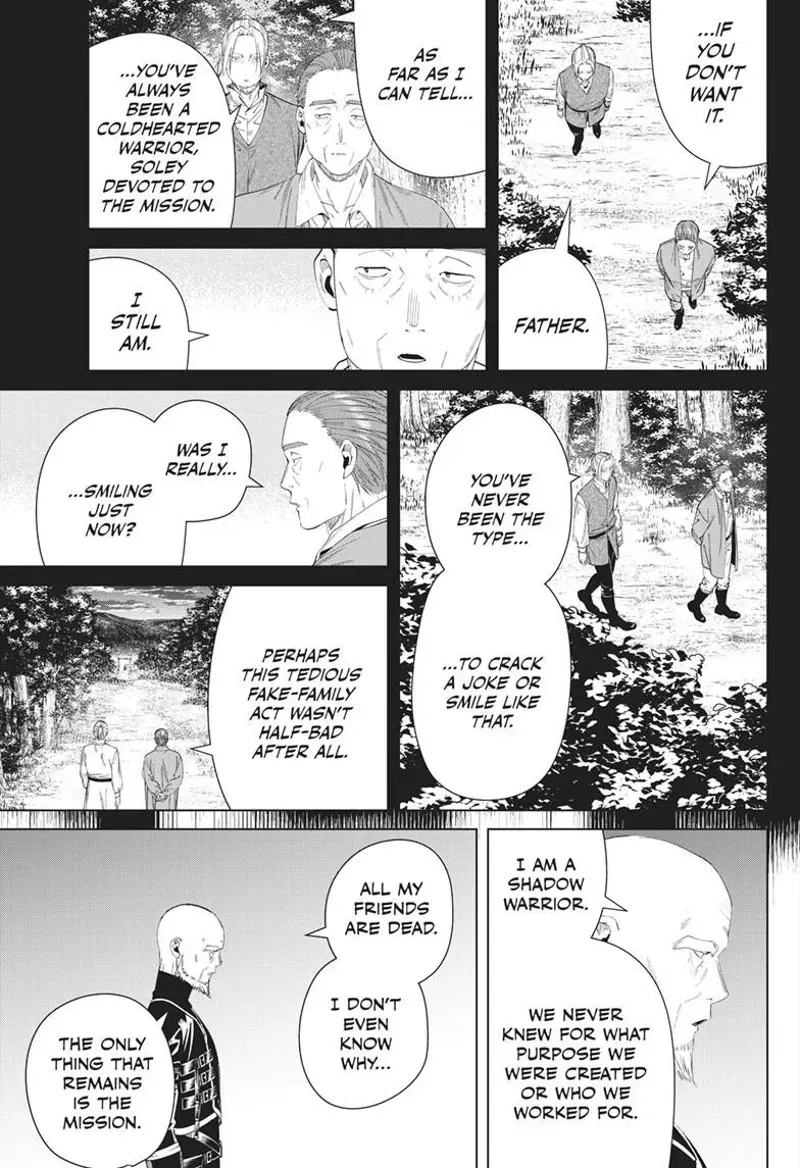 ...IF
YOU
DON'T
WANT
IT.
FATHER.
AS
FAR AS I
CAN TELL...
...YOU'VE
ALWAYS
BEEN A
COLDHEARTED
WARRIOR,
SOLEY
DEVOTED TO
THE MISSION.
I
STILL
AM.
YOU'VE
NEVER
BEEN THE
TYPE...
...TO CRACK
A JOKE OR
SMILE LIKE
THAT.
WAS I
REALLY...
...SMILING
JUST
NOW?
PERHAPS
THIS TEDIOUS
FAKE-FAMILY
ACT WASN'T
HALF-BAD
AFTER ALL.
I AM A
SHADOW
WARRIOR.
WE NEVER
KNEW FOR WHAT
PURPOSE WE
WERE CREATED
OR WHO WE
WORKED FOR.
ALL MY
FRIENDS
ARE DEAD.
I DON'T
EVEN
KNOW
WHY...
THE ONLY
THING THAT
REMAINS
IS THE
MISSION.